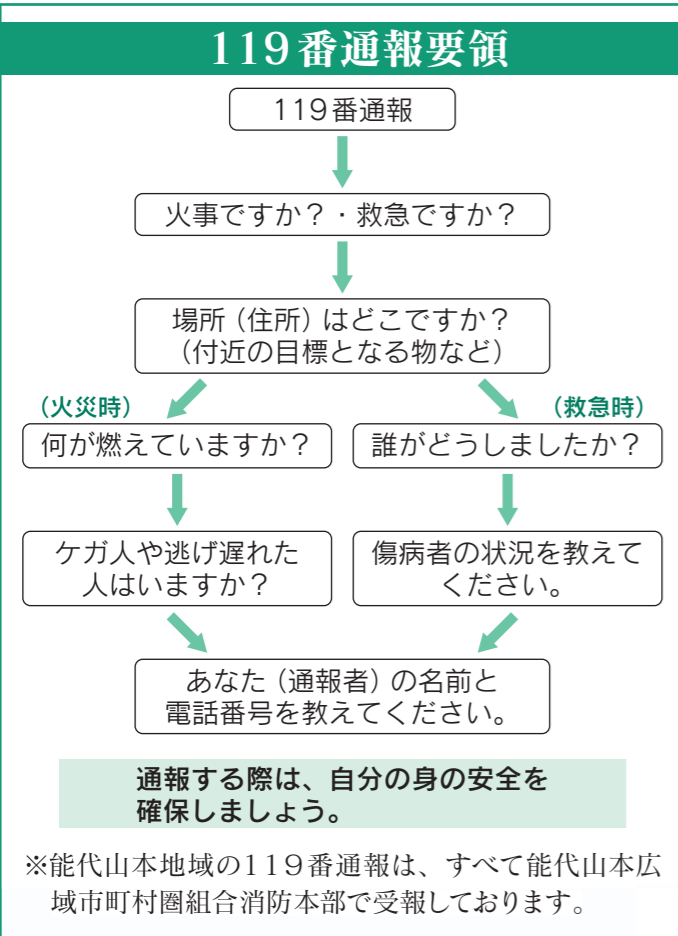 119番通報要領
119番通報
火事ですか？・救急ですか？
場所（住所）はどこですか？
（付近の目標となる物など）
（火災時）
何が燃えていますか？
ケガ人や逃げ遅れた
人はいますか？
（救急時）
誰がどうしましたか？
傷病者の状況を教えて
ください。
あなた（通報者）の名前と
電話番号を教えてください。
通報する際は、自分の身の安全を
確保しましょう。
※能代山本地域の119番通報は、すべて能代山本広
域市町村圏組合消防本部で受報しております。